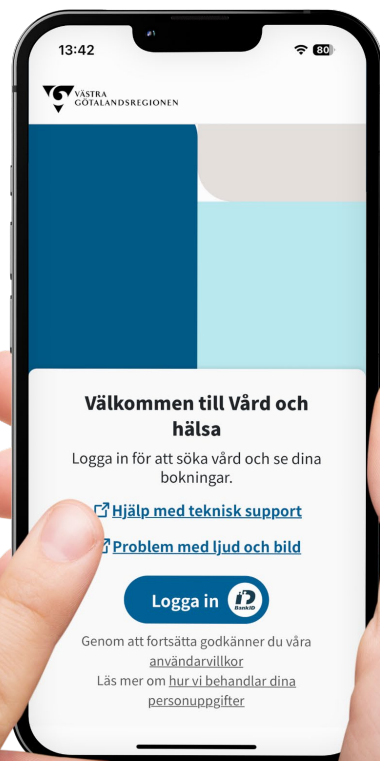 13:42
80
VÄSTRA
GÖTALANDSREGIONEN
Välkommen till Vård och
hälsa
Logga in för att söka vård och se dina
bokningar.
Hjälp med teknisk support
Problem med ljud och bild
Logga in
BankID
Genom att fortsätta godkänner du våra
användarvillkor
Läs mer om hur vi behandlar dina
personuppgifter